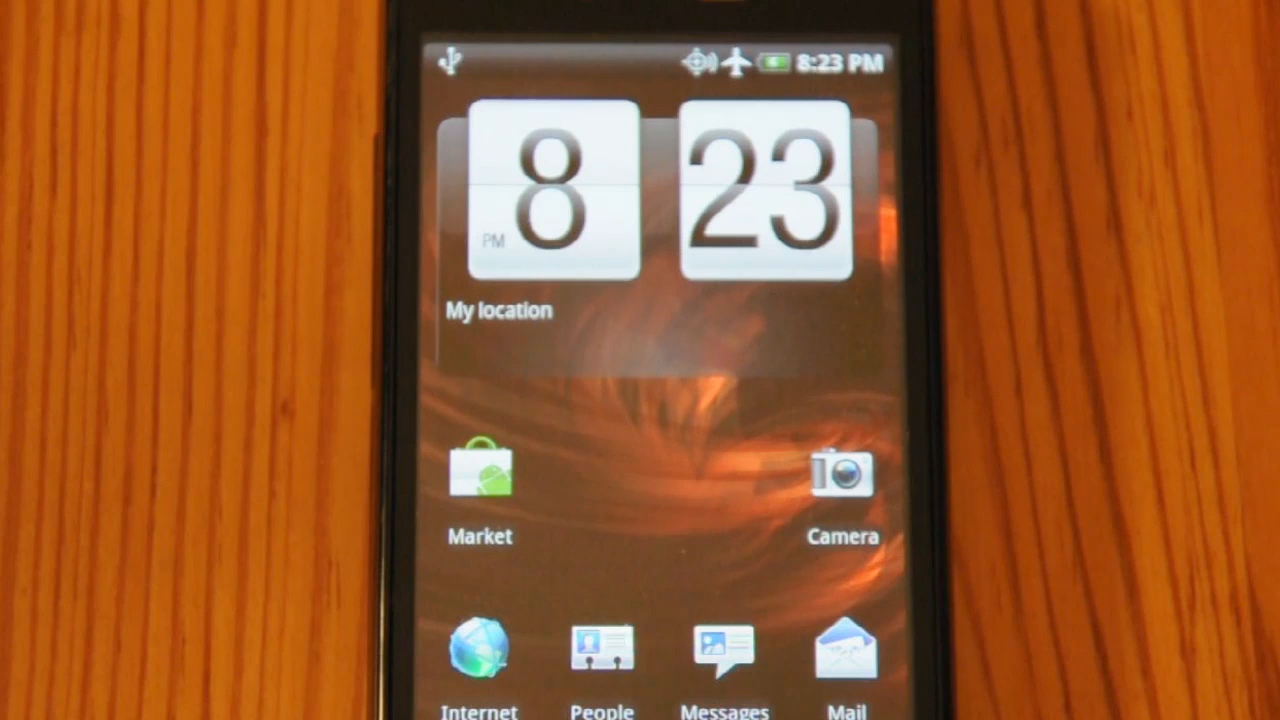 8:23 PM
8 23
PM
My location
Market Camera
Internet People Messages Mail